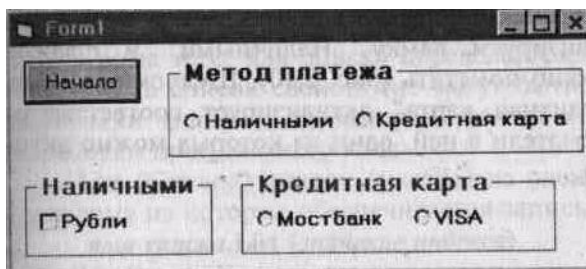 Form1
Начало
Метод платежа
Наличными Кредитная карта
Наличными
Рубли
Кредитная карта
Мостбанк VISA